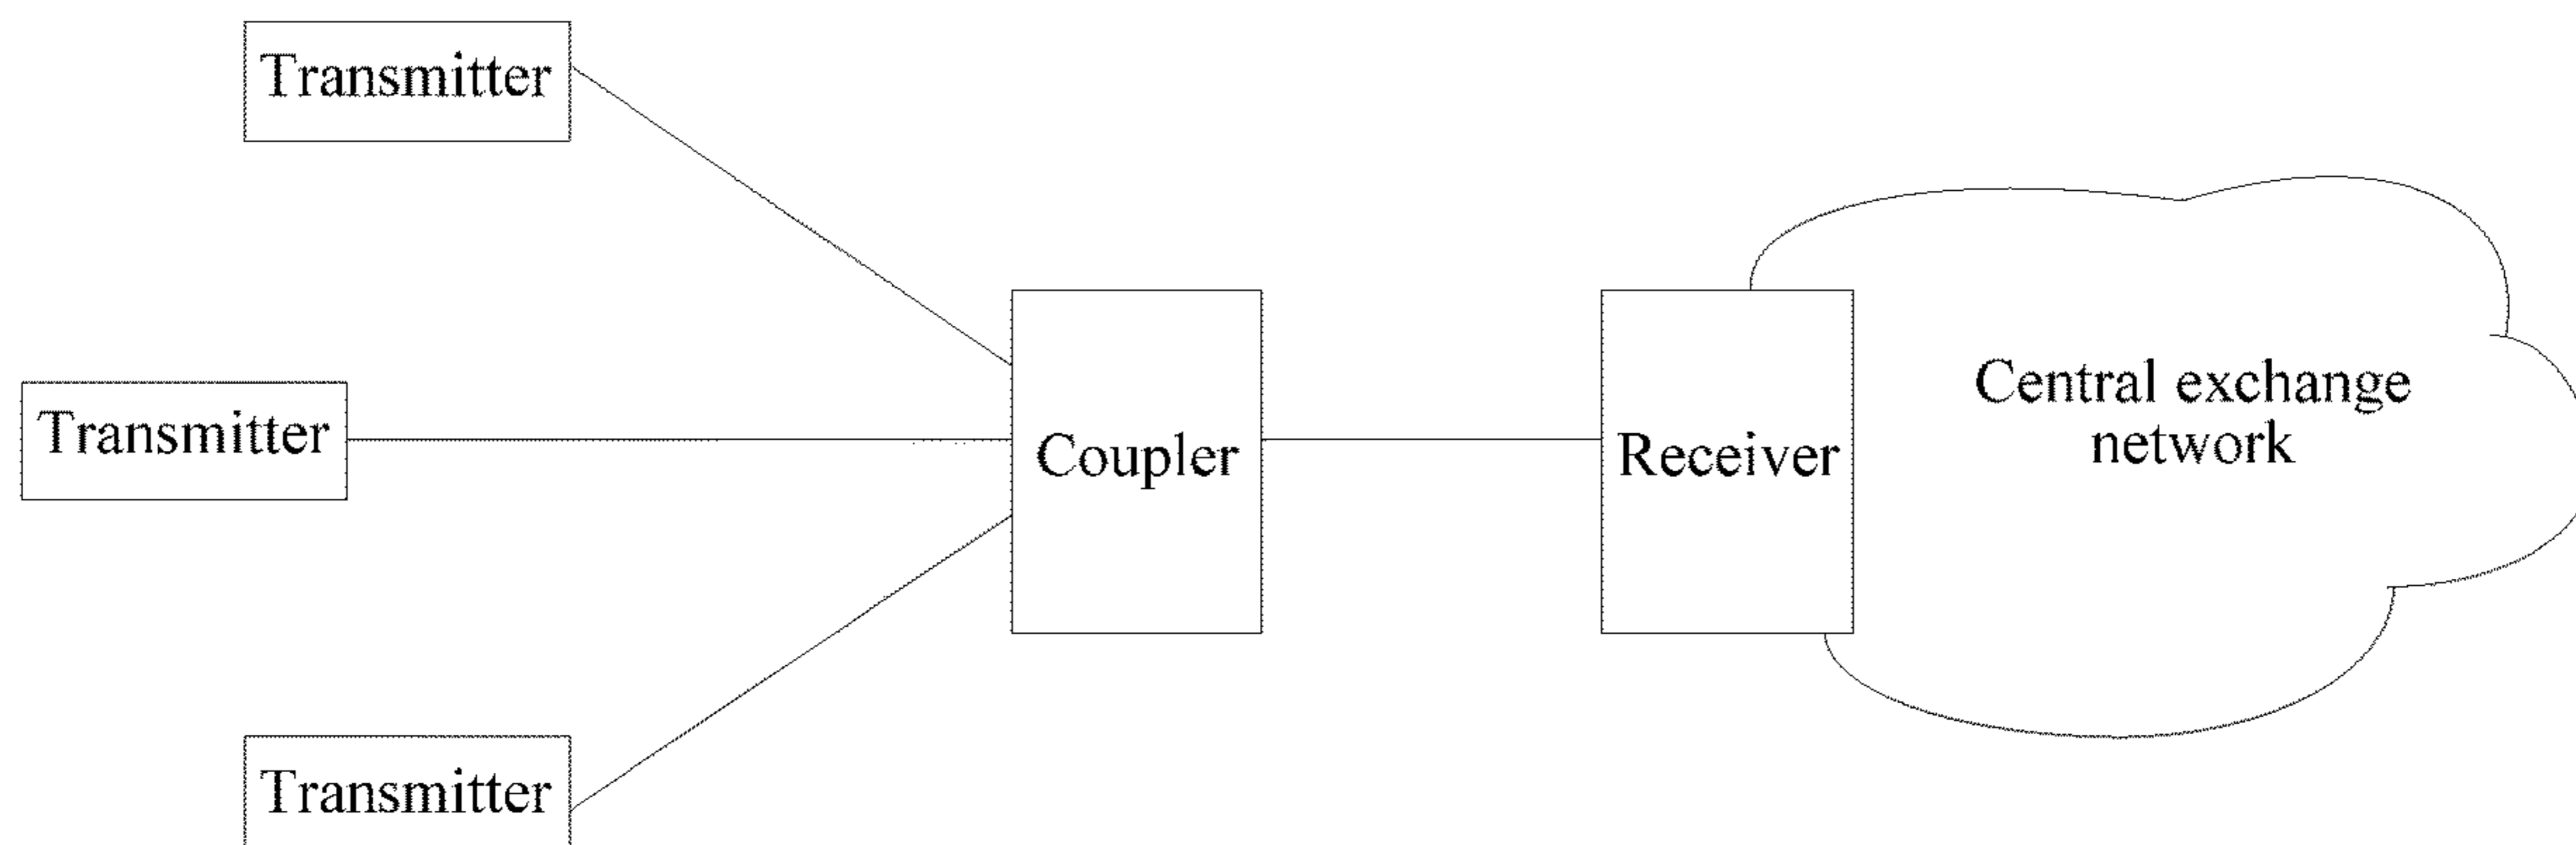 Transmitter
Transmitter
Coupler
Receiver
Central exchange
network
Transmitter